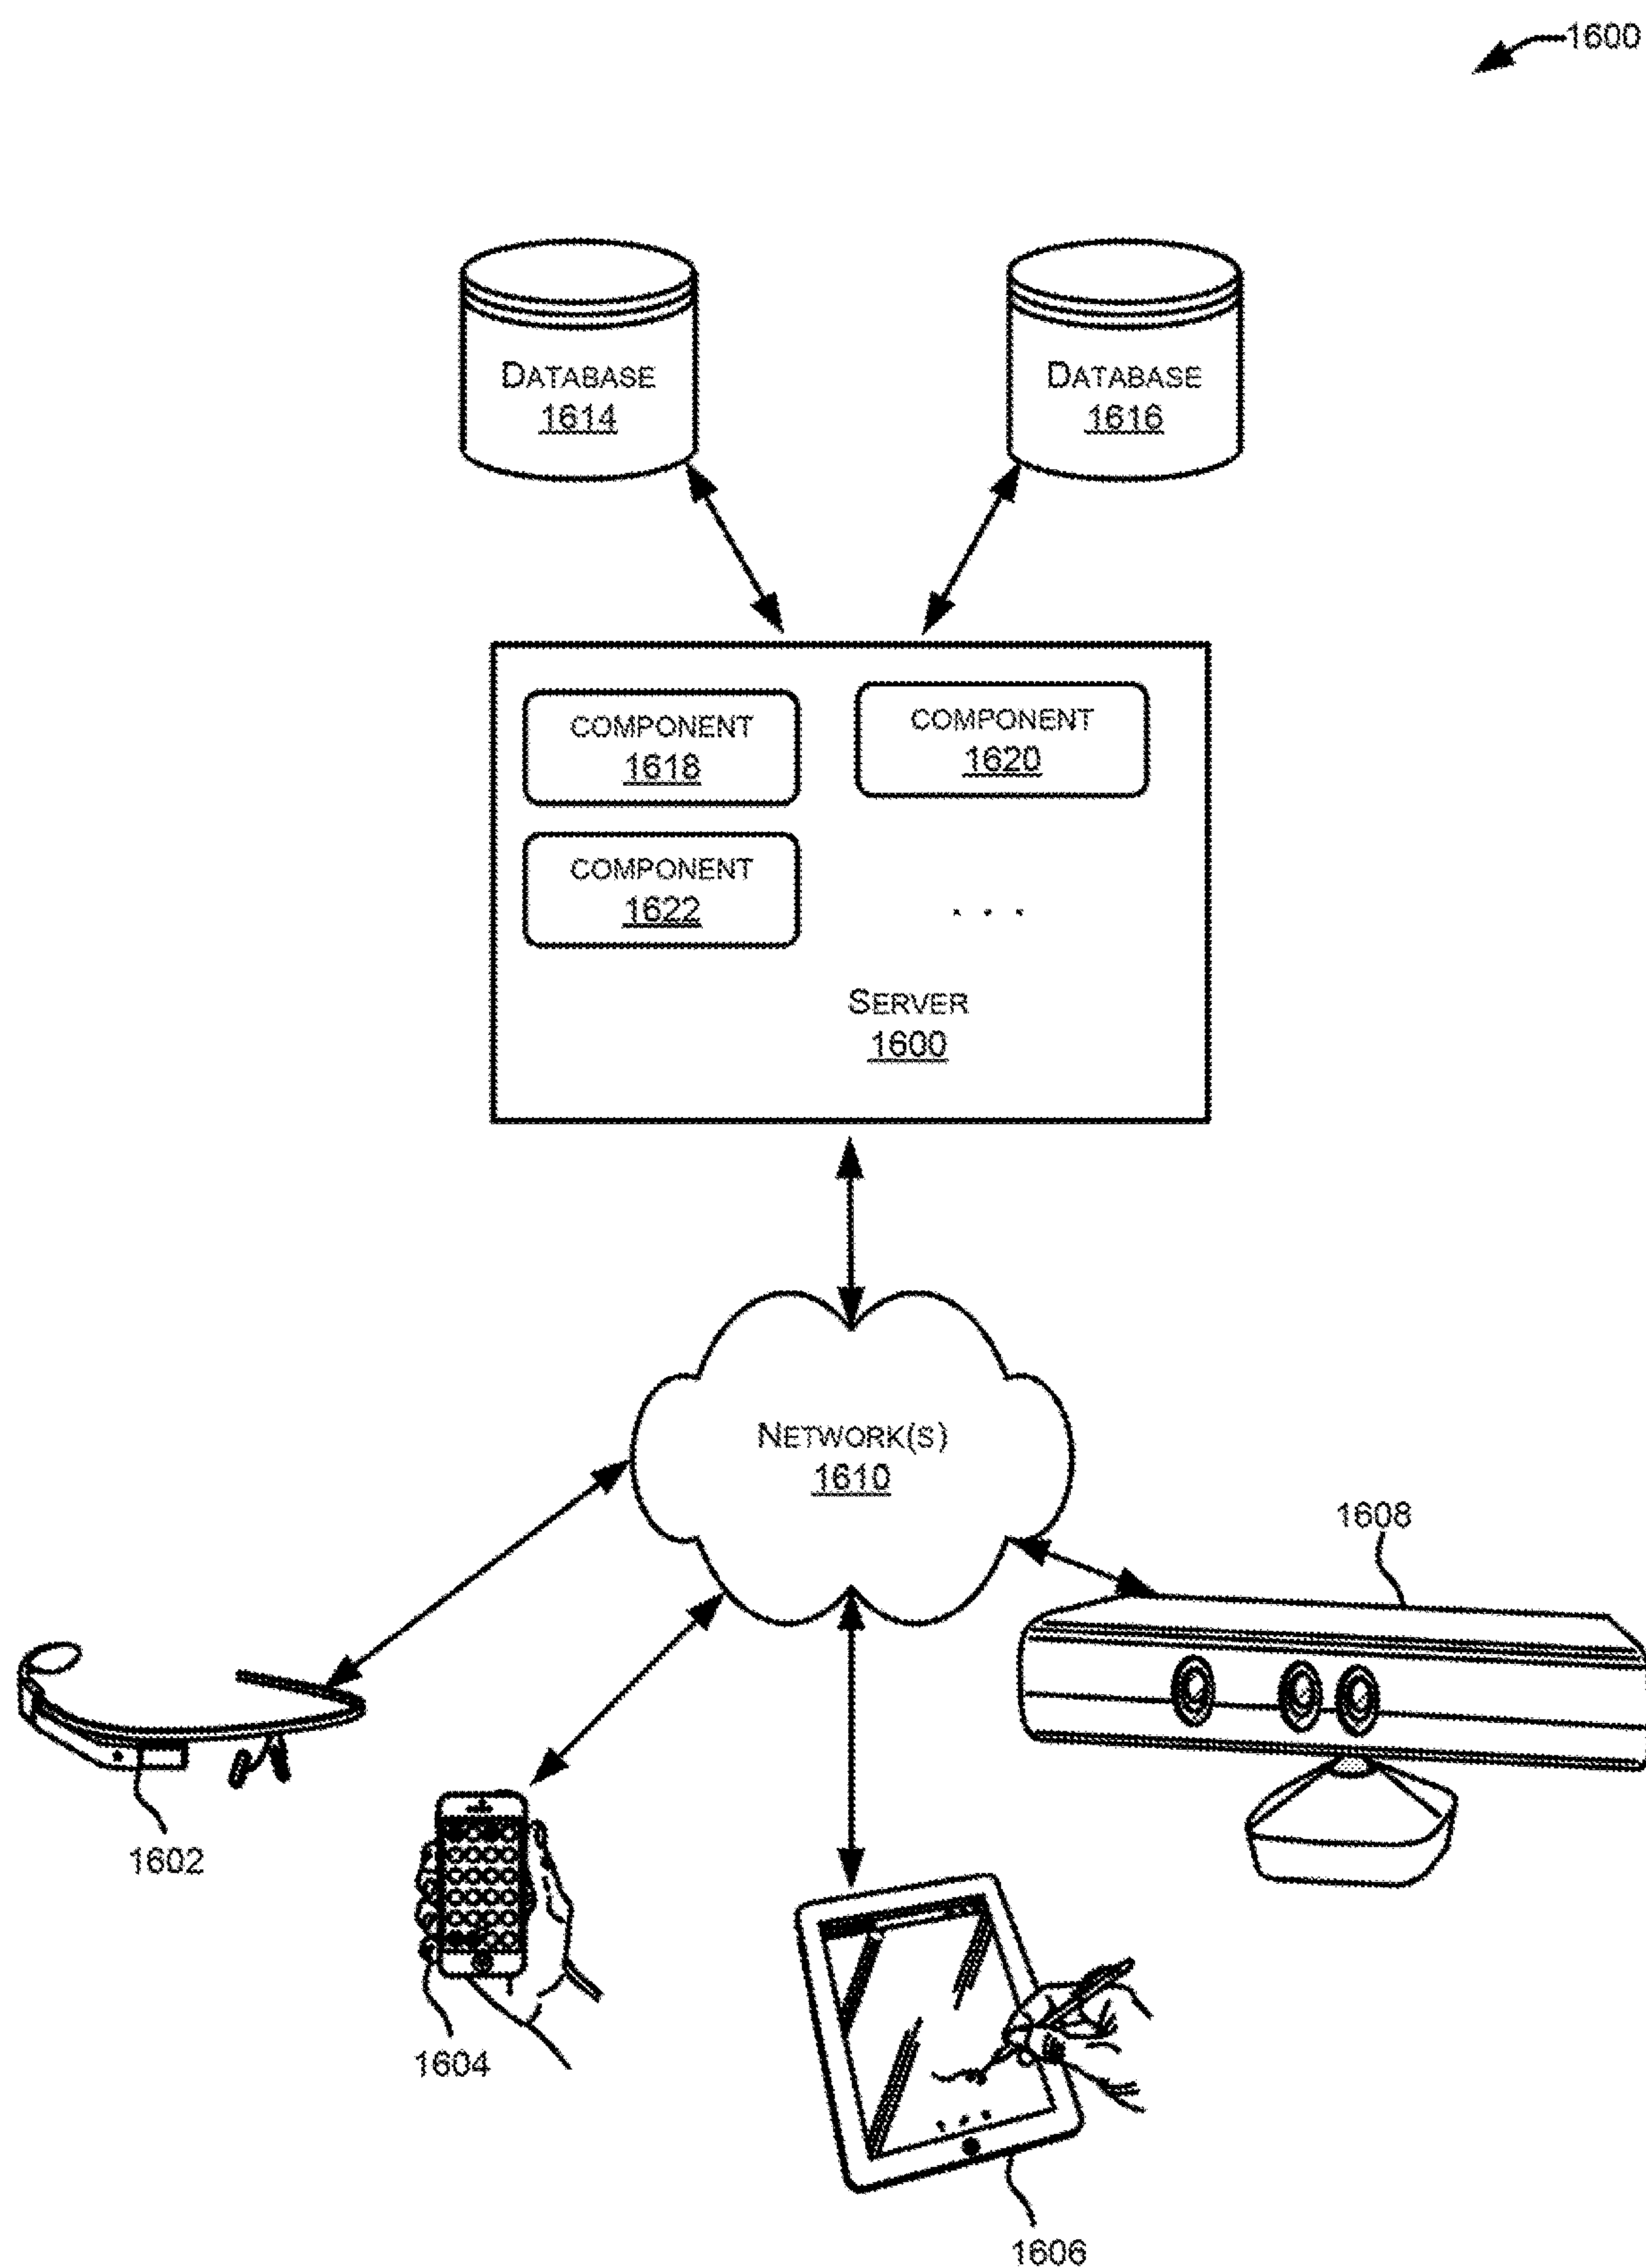 1600
DATABASE
1614
DATABASE
1616
COMPONENT
1618
COMPONENT
1620
COMPONENT
1622
. . .
SERVER
1600
NETWORK(S)
1610
1608
1602
1604
1606